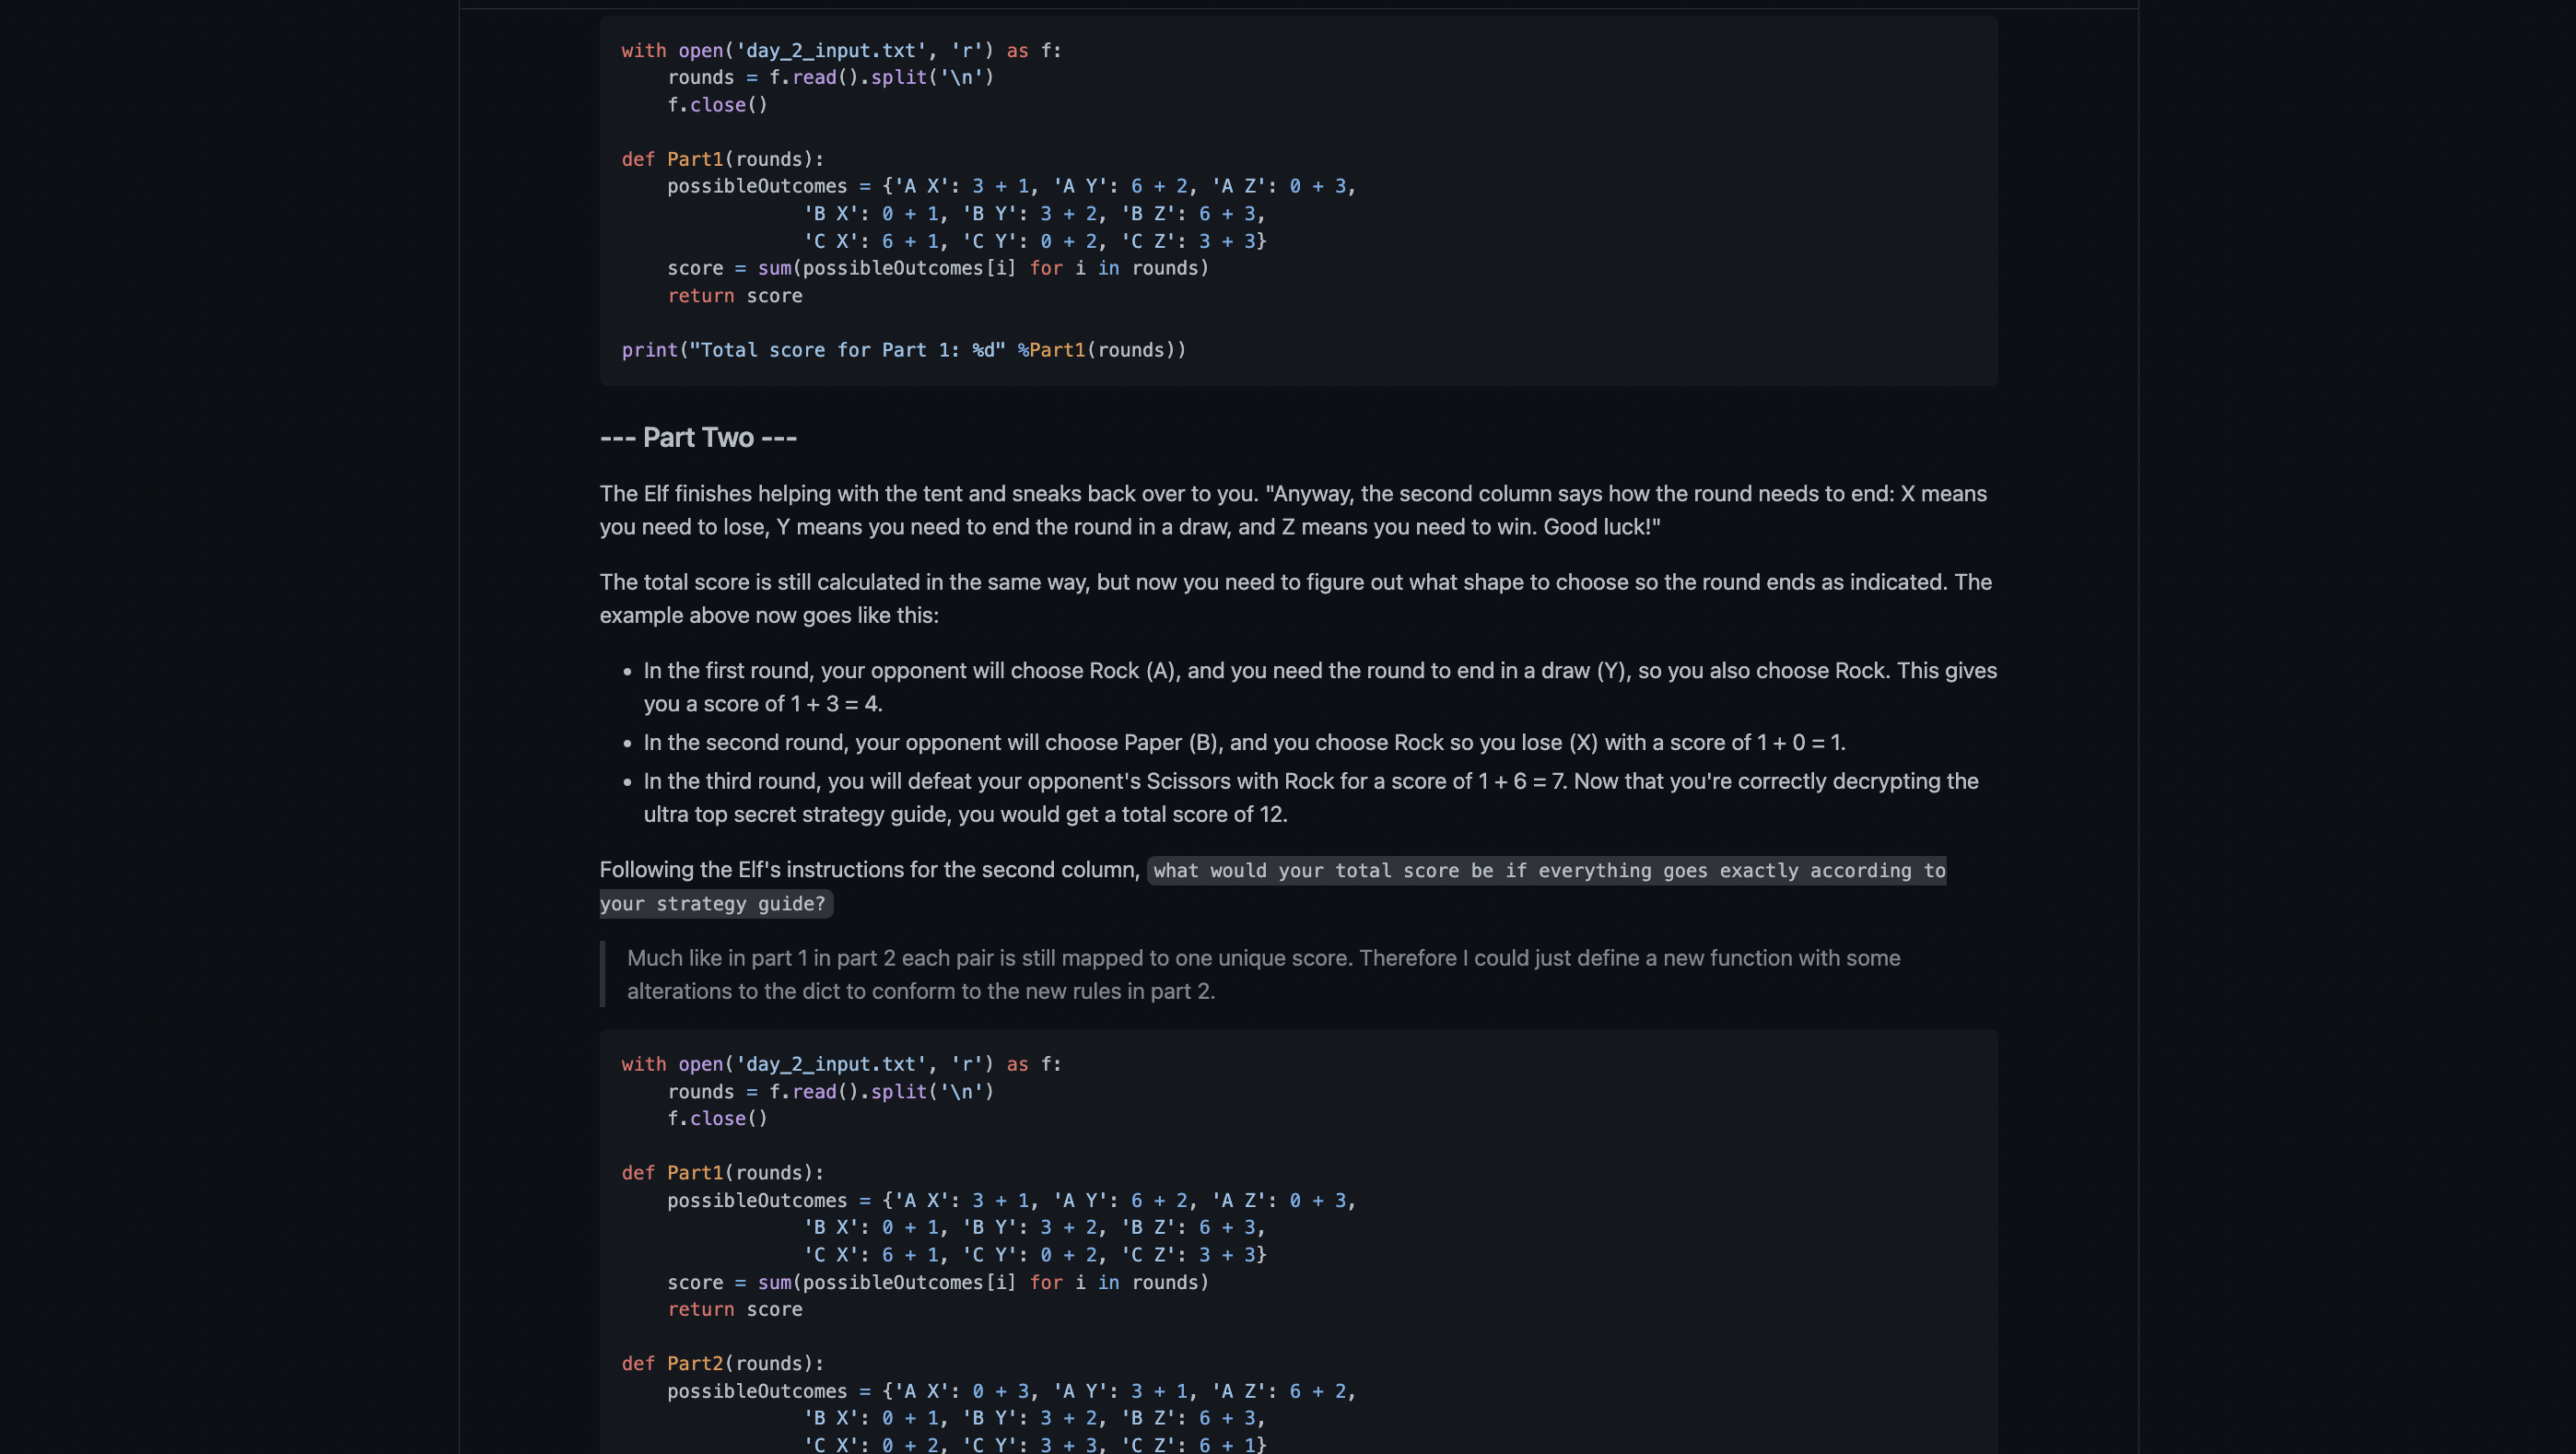 with open('day_2_input.txt', 'r') as f:
    rounds = f.read().split('\n')
    f.close()

def Part1(rounds):
    possibleOutcomes = {'A X': 3 + 1, 'A Y': 6 + 2, 'A Z': 0 + 3,
                'B X': 0 + 1, 'B Y': 3 + 2, 'B Z': 6 + 3,
                'C X': 6 + 1, 'C Y': 0 + 2, 'C Z': 3 + 3}
    score = sum(possibleOutcomes[i] for i in rounds)
    return score

print("Total score for Part 1: %d" %Part1(rounds))
--- Part Two ---
The Elf finishes helping with the tent and sneaks back over to you. "Anyway, the second column says how the round needs to end: X means
you need to lose, Y means you need to end the round in a draw, and Z means you need to win. Good luck!"
The total score is still calculated in the same way, but now you need to figure out what shape to choose so the round ends as indicated. The
example above now goes like this:
• In the first round, your opponent will choose Rock (A), and you need the round to end in a draw (Y), so you also choose Rock. This gives
you a score of 1 + 3 = 4.
• In the second round, your opponent will choose Paper (B), and you choose Rock so you lose (X) with a score of 1 + 0 = 1.
• In the third round, you will defeat your opponent's Scissors with Rock for a score of 1 + 6 = 7. Now that you're correctly decrypting the
ultra top secret strategy guide, you would get a total score of 12.
Following the Elf's instructions for the second column, what would your total score be if everything goes exactly according to
your strategy guide?
Much like in part 1 in part 2 each pair is still mapped to one unique score. Therefore I could just define a new function with some
alterations to the dict to conform to the new rules in part 2.
with open('day_2_input.txt', 'r') as f:
    rounds = f.read().split('\n')
    f.close()

def Part1(rounds):
    possibleOutcomes = {'A X': 3 + 1, 'A Y': 6 + 2, 'A Z': 0 + 3,
                'B X': 0 + 1, 'B Y': 3 + 2, 'B Z': 6 + 3,
                'C X': 6 + 1, 'C Y': 0 + 2, 'C Z': 3 + 3}
    score = sum(possibleOutcomes[i] for i in rounds)
    return score

def Part2(rounds):
    possibleOutcomes = {'A X': 0 + 3, 'A Y': 3 + 1, 'A Z': 6 + 2,
                'B X': 0 + 1, 'B Y': 3 + 2, 'B Z': 6 + 3,
                'C X': 0 + 2, 'C Y': 3 + 3, 'C Z': 6 + 1}